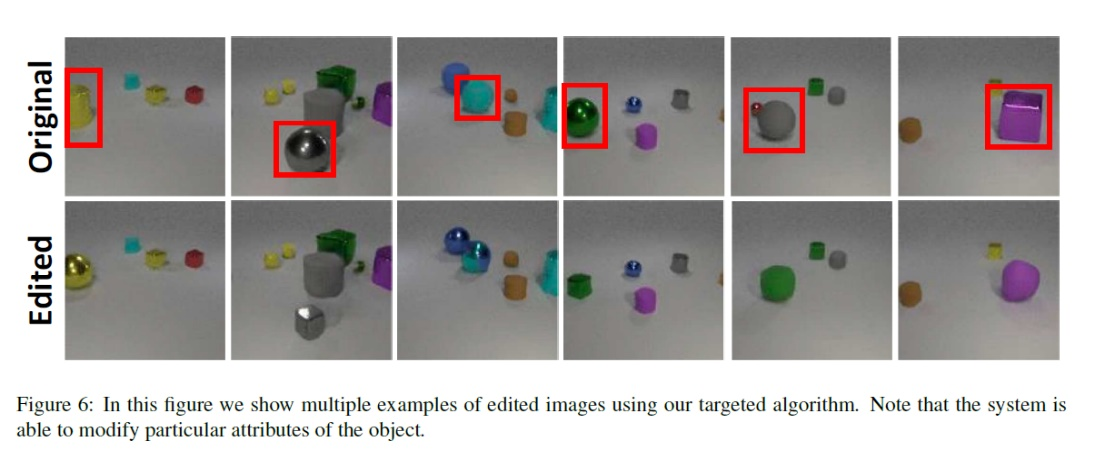 Original
Edited
Figure 6: In this figure we show multiple examples of edited images using our targeted algorithm. Note that the system is
able to modify particular attributes of the object.